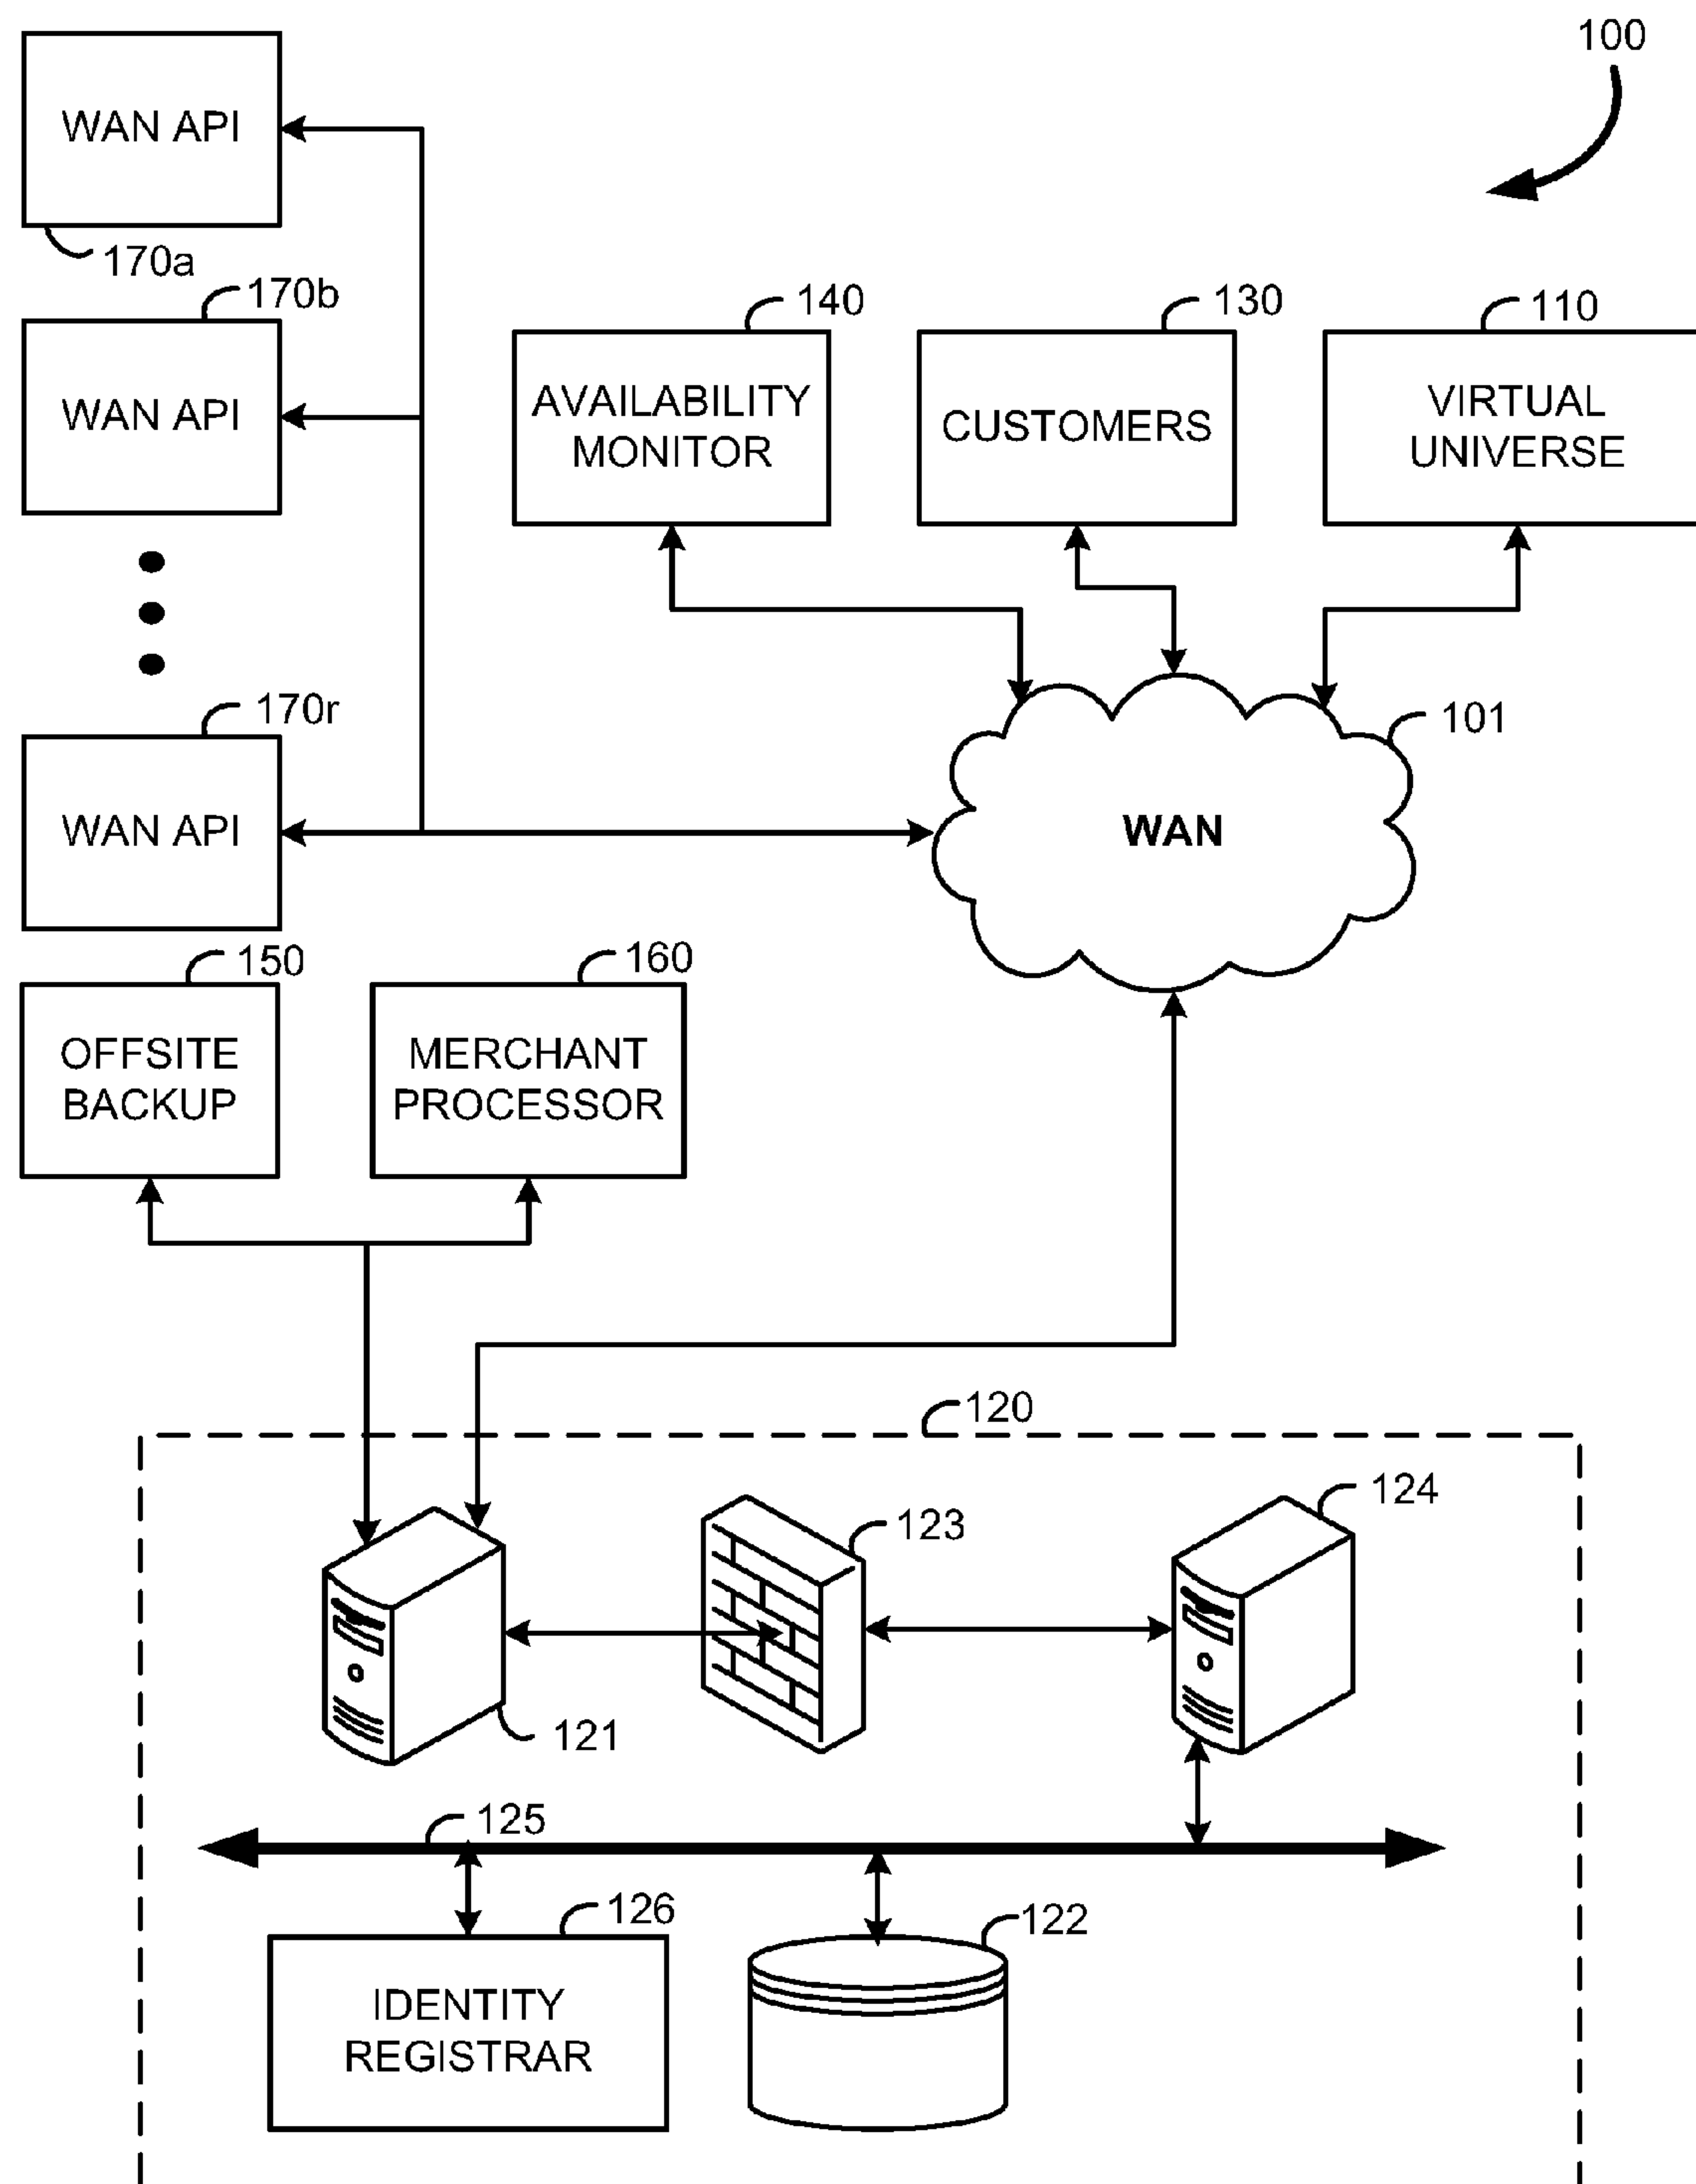 100
WAN API
170a
170b
WAN API
140
130
110
AVAILABILITY
MONITOR
CUSTOMERS
VIRTUAL
UNIVERSE
170r
WAN API
101
WAN
150
160
OFFSITE
BACKUP
MERCHANT
PROCESSOR
120
124
123
121
125
126
122
IDENTITY
REGISTRAR